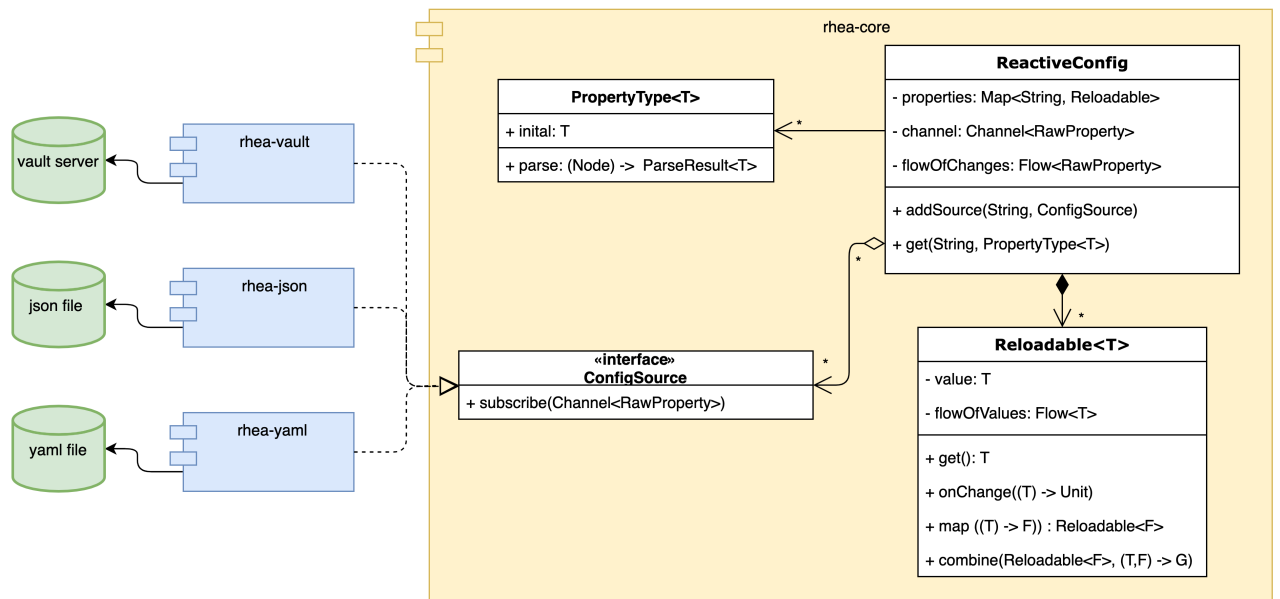 rhea-core
ReactiveConfig
- properties: Map<String, Reloadable>
- channel: Channel<RawProperty>
- flowOfChanges: Flow<RawProperty>
+ addSource(String, ConfigSource)
+ get(String, PropertyType<T>)
*
*
*
*
PropertyType<T>
+ inital: T
+ parse: (Node) -> ParseResult<T>
vault server
rhea-vault
json file
rhea-json
yaml file
rhea-yaml
«interface»
ConfigSource
+ subscribe(Channel<RawProperty>)
Reloadable<T>
- value: T
- flowOfValues: Flow<T>
+ get(): T
+ onChange((T) -> Unit)
+ map ((T) -> F)) : Reloadable<F>
+ combine(Reloadable<F>, (T,F) -> G)